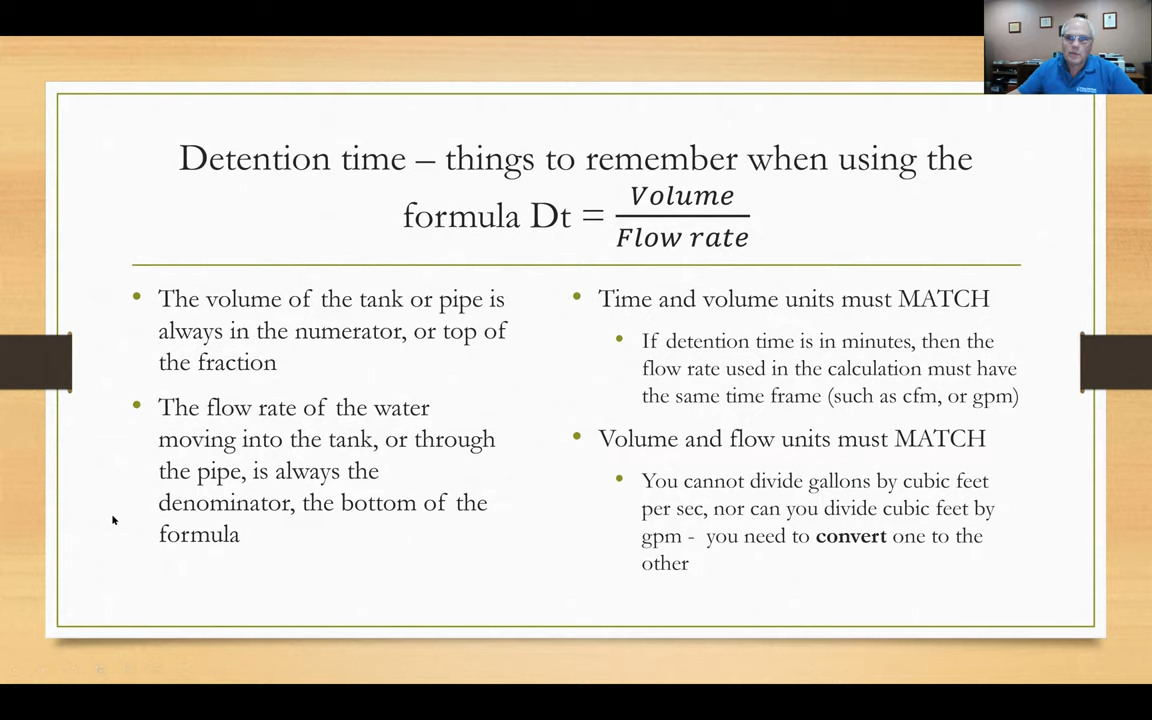 Detention time – things to remember when using the
formula Dt = Volume / Flow rate
The volume of the tank or pipe is
always in the numerator, or top of
the fraction
The flow rate of the water
moving into the tank, or through
the pipe, is always the
denominator, the bottom of the
formula
Time and volume units must MATCH
If detention time is in minutes, then the
flow rate used in the calculation must have
the same time frame (such as cfm, or gpm)
Volume and flow units must MATCH
You cannot divide gallons by cubic feet
per sec, nor can you divide cubic feet by
gpm - you need to convert one to the
other